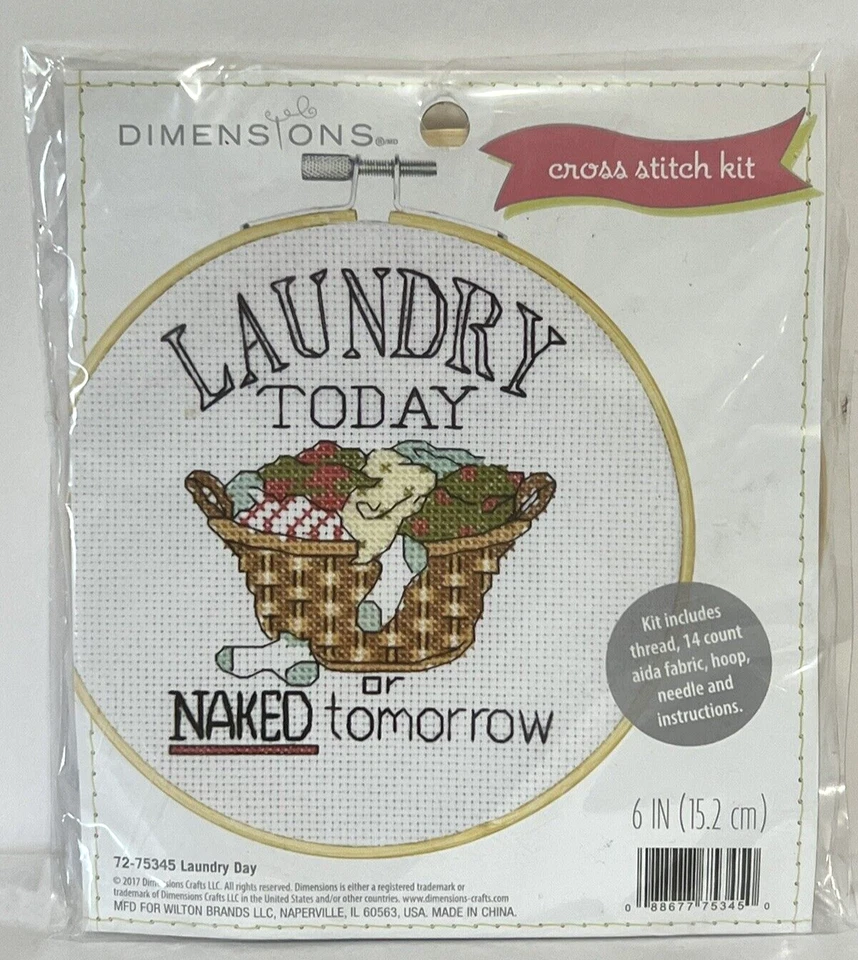 DIMENSIONS®/MD
cross stitch kit
LAUNDRY
TODAY
or
NAKED tomorrow
Kit includes
thread, 14 count
aida fabric, hoop,
needle and
instructions.
6 IN (15.2 cm)
72-75345 Laundry Day
© 2017 Dimensions Crafts LLC. All rights reserved. Dimensions is either a registered trademark or
trademark of Dimensions Crafts LLC in the United States and/or other countries. www.dimensions-crafts.com
MFD FOR WILTON BRANDS LLC, NAPERVILLE, IL 60563, USA. MADE IN CHINA.
0 88677 75345 0